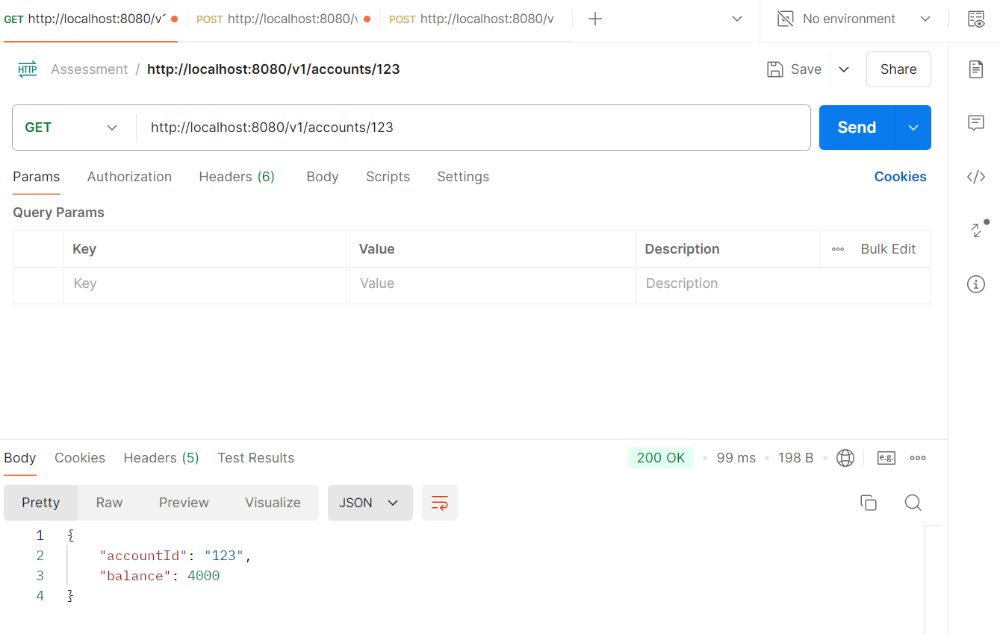 GET http://localhost:8080/v1 POST http://localhost:8080/v POST http://localhost:8080/v No environment
HTTP Assessment / http://localhost:8080/v1/accounts/123 Save Share
GET http://localhost:8080/v1/accounts/123 Send
Params Authorization Headers (6) Body Scripts Settings Cookies
Query Params
Key Value Description Bulk Edit
Key Value Description
Body Cookies Headers (5) Test Results 200 OK 99 ms 198 B e.g.
Pretty Raw Preview Visualize JSON
1 {
2 "accountId": "123",
3 "balance": 4000
4 }